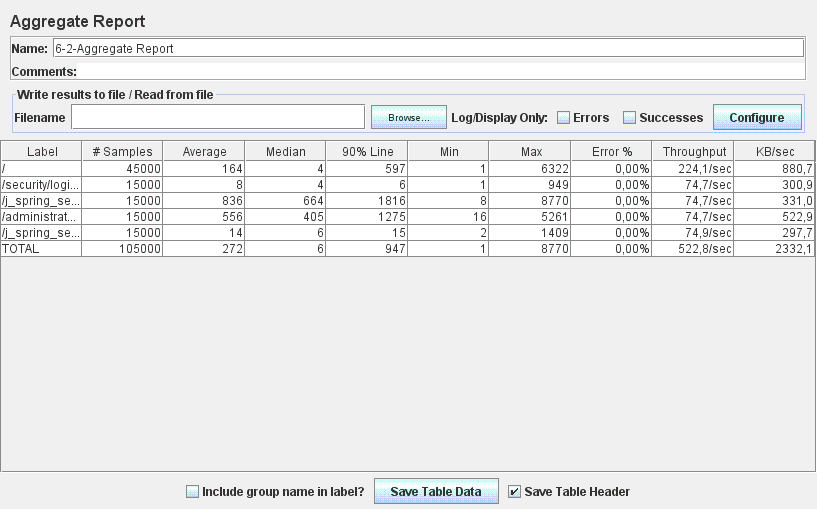 Aggregate Report
Name: 6-2-Aggregate Report
Comments:
Write results to file / Read from file
Filename Browse... Log/Display Only: Errors Successes Configure
Label # Samples Average Median 90% Line Min Max Error % Throughput KB/sec
/ 45000 164 4 597 1 6322 0,00% 224,1/sec 880,7
/security/logi... 15000 8 4 6 1 949 0,00% 74,7/sec 300,9
/j_spring_se... 15000 836 664 1816 8 8770 0,00% 74,9/sec 331,0
/administrat... 15000 556 405 1275 16 5261 0,00% 74,7/sec 522,9
/j_spring_se... 15000 14 6 15 2 1409 0,00% 74,9/sec 297,7
TOTAL 105000 272 6 947 1 8770 0,00% 522,8/sec 2332,1
Include group name in label? Save Table Data Save Table Header